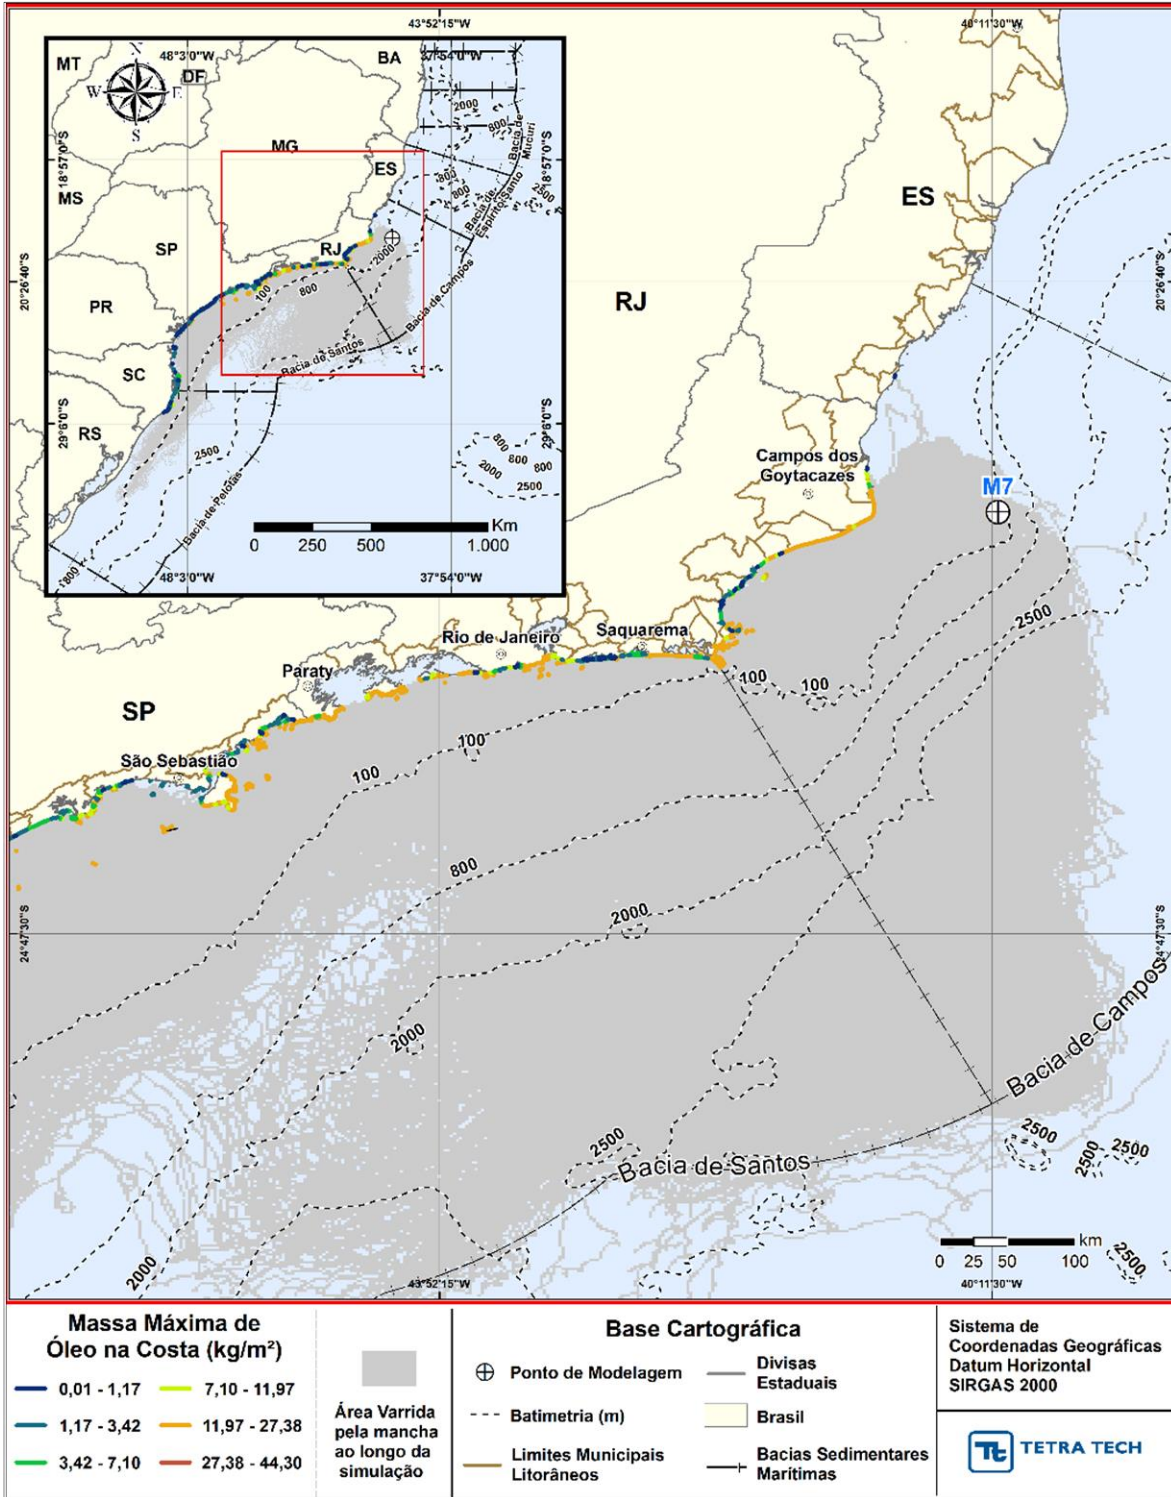 43°52'15"W
40°11'30"W
48°3'0"W
37°54'0"W
MT
DF
BA
N
W
E
S
MG
ES
MS
SP
RJ
PR
SC
RS
18°57'0"S
18°57'0"S
29°6'0"S
29°6'0"S
2000
800
Bacia de Mucuri
800
800
2500
Bacia de Espírito Santo
2000
100
800
Bacia de Campos
Bacia de Santos
2500
800
2000
800
800
2500
Bacia de Pelotas
800
Km
0 250 500 1.000
48°3'0"W
37°54'0"W
20°26'40"S
20°26'40"S
ES
RJ
Campos dos
Goytacazes
M7
2500
Rio de Janeiro
Saquarema
Paraty
SP
São Sebastião
100
100
100
100
800
2000
2000
24°47'30"S
24°47'30"S
Bacia de Campos
2500
Bacia de Santos
2500
2500
2500
2500
2000
km
0 25 50 100
43°52'15"W
40°11'30"W
Massa Máxima de
Óleo na Costa (kg/m²)
0,01 - 1,17
7,10 - 11,97
1,17 - 3,42
11,97 - 27,38
3,42 - 7,10
27,38 - 44,30
Área Varrida
pela mancha
ao longo da
simulação
Base Cartográfica
Ponto de Modelagem
Divisas
Estaduais
Batimetria (m)
Brasil
Limites Municipais
Litorâneos
Bacias Sedimentares
Marítimas
Sistema de
Coordenadas Geográficas
Datum Horizontal
SIRGAS 2000
Tt
TETRA TECH